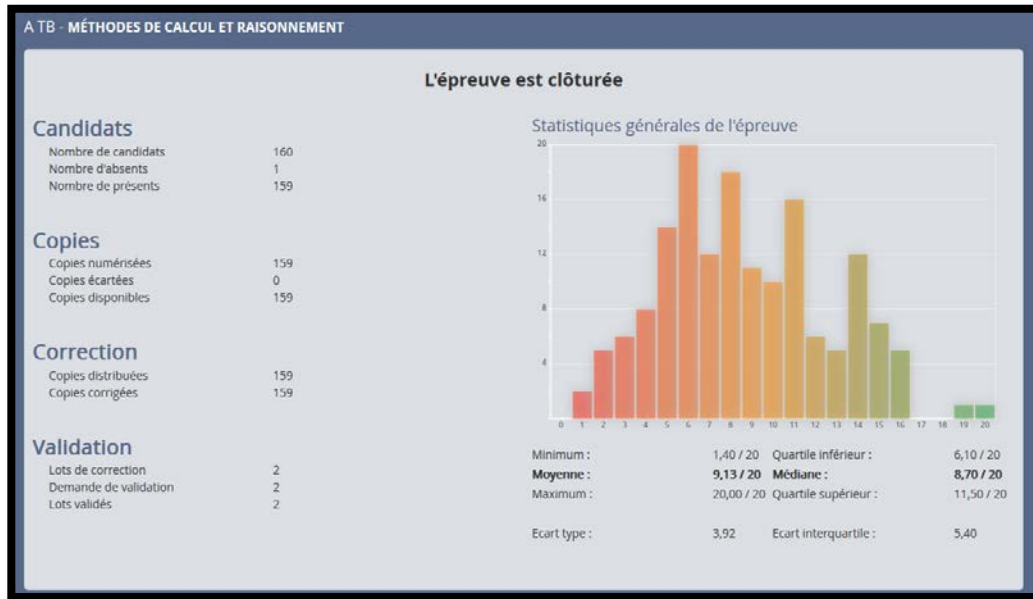 A TB - MÉTHODES DE CALCUL ET RAISONNEMENT
L'épreuve est clôturée
Candidats
Nombre de candidats 160
Nombre d'absents 1
Nombre de présents 159
Copies
Copies numérisées 159
Copies écartées 0
Copies disponibles 159
Correction
Copies distribuées 159
Copies corrigées 159
Validation
Lots de correction 2
Demande de validation 2
Lots validés 2
Statistiques générales de l'épreuve
20
16
12
8
4
0 1 2 3 4 5 6 7 8 9 10 11 12 13 14 15 16 17 18 19 20
Minimum : 1,40 / 20 Quartile inférieur : 6,10 / 20
Moyenne : 9,13 / 20 Médiane : 8,70 / 20
Maximum : 20,00 / 20 Quartile supérieur : 11,50 / 20
Ecart type : 3,92 Ecart interquartile : 5,40